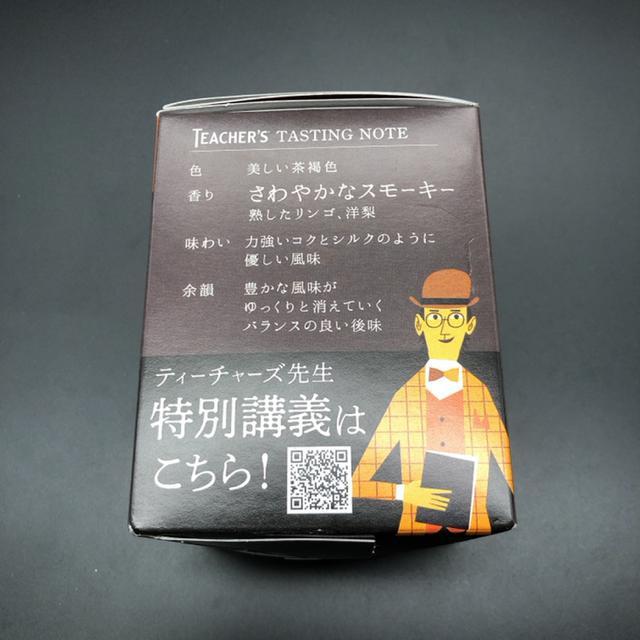 TEACHER'S TASTING NOTE
色 美しい茶褐色
香り さわやかなスモーキー
熟したリンゴ、洋梨
味わい 力強いコクとシルクのように
優しい風味
余韻 豊かな風味が
ゆっくりと消えていく
バランスの良い後味
ティーチャーズ先生
特別講義は
こちら!